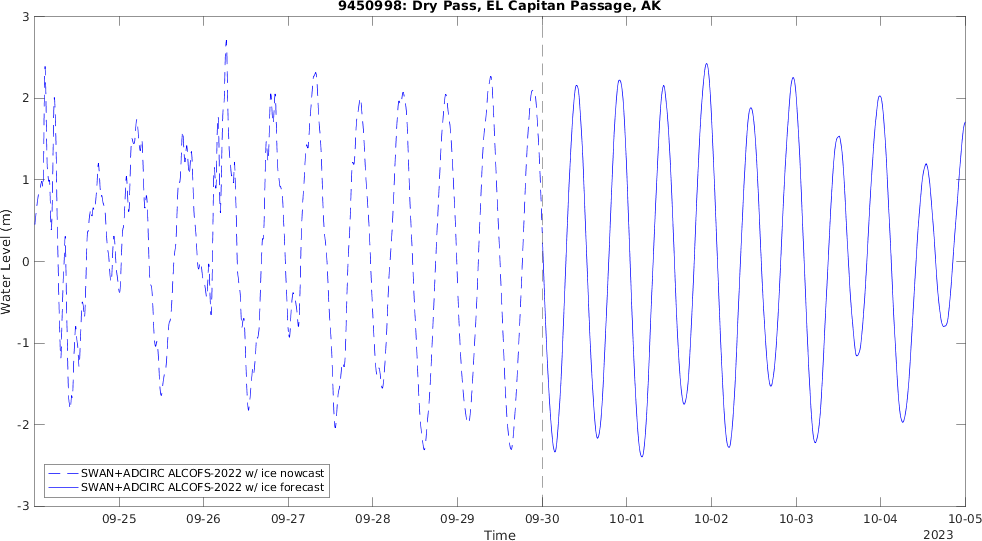 9450998: Dry Pass, EL Capitan Passage, AK
3
2
1
0
-1
-2
-3
Water Level (m)
SWAN+ADCIRC ALCOFS-2022 w/ ice nowcast
SWAN+ADCIRC ALCOFS-2022 w/ ice forecast
09-25 09-26 09-27 09-28 09-29 09-30 10-01 10-02 10-03 10-04 10-05
Time
2023